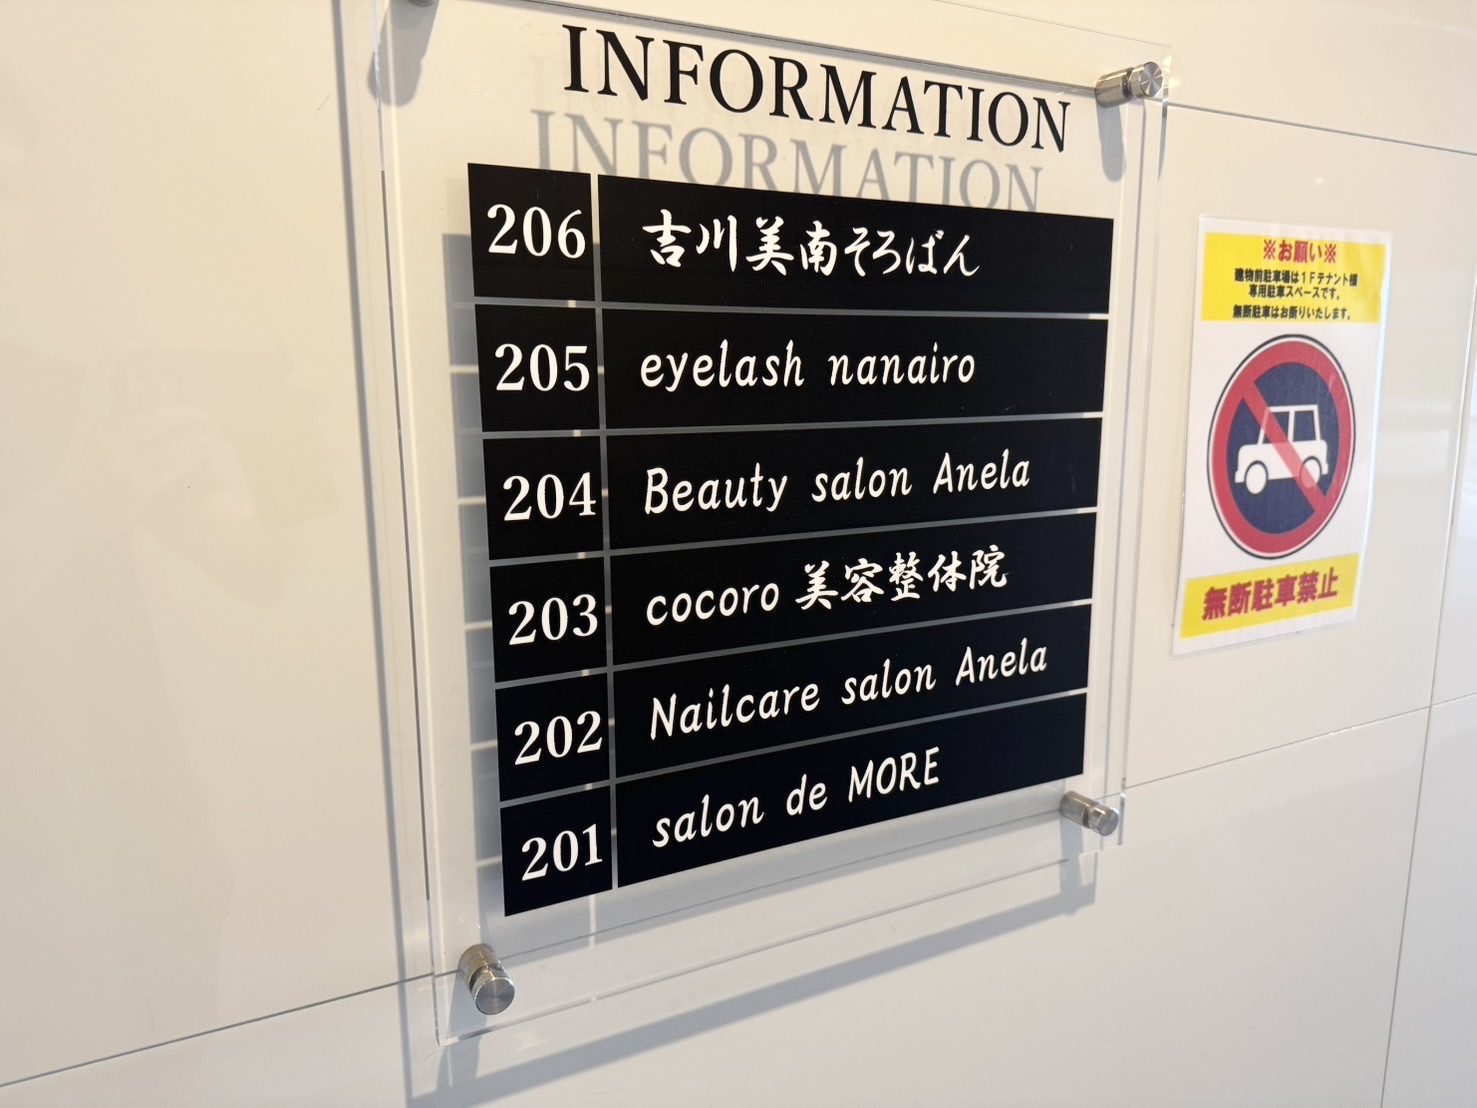 INFORMATION
206 吉川美南そろばん
205 eyelash nanairo
204 Beauty salon Anela
203 cocoro 美容整体院
202 Nailcare salon Anela
201 salon de MORE
※お願い※
建物前駐車場は1Fテナント様
専用駐車スペースです。
無断駐車はお断りいたします。
無断駐車禁止